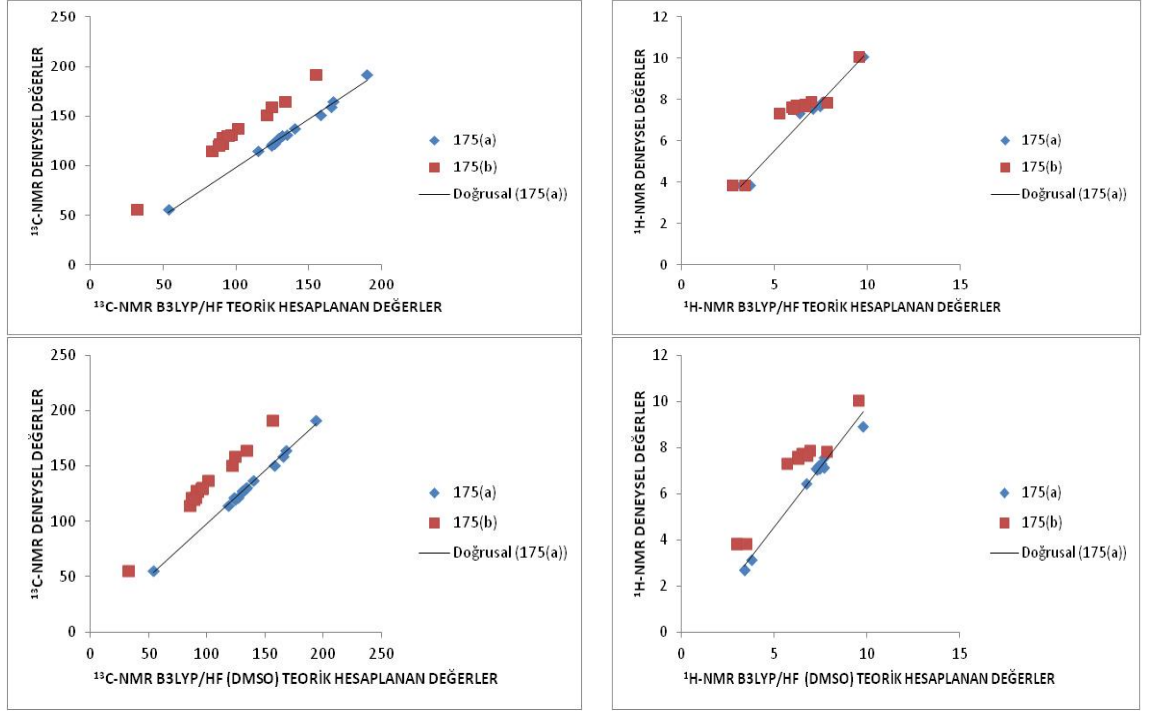 250
200
150
100
50
0
0 50 100 150 200
¹³C-NMR DENEYSEL DEĞERLER
¹³C-NMR B3LYP/HF TEORİK HESAPLANAN DEĞERLER
175(a)
175(b)
Doğrusal (175(a))
12
10
8
6
4
2
0
0 5 10 15
¹H-NMR DENEYSEL DEĞERLER
¹H-NMR B3LYP/HF TEORİK HESAPLANAN DEĞERLER
175(a)
175(b)
Doğrusal (175(a))
250
200
150
100
50
0
0 50 100 150 200 250
¹³C-NMR DENEYSEL DEĞERLER
¹³C-NMR B3LYP/HF (DMSO) TEORİK HESAPLANAN DEĞERLER
175(a)
175(b)
Doğrusal (175(a))
12
10
8
6
4
2
0
0 5 10 15
¹H-NMR DENEYSEL DEĞERLER
¹H-NMR B3LYP/HF (DMSO) TEORİK HESAPLANAN DEĞERLER
175(a)
175(b)
Doğrusal (175(a))